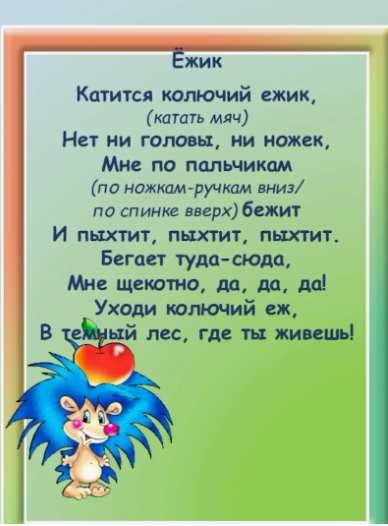 Ёжик
Катится колючий ежик,
(катать мяч)
Нет ни головы, ни ножек,
Мне по пальчикам
(по ножкам-ручкам вниз/
по спинке вверх) бежит
И пыхтит, пыхтит, пыхтит.
Бегает туда-сюда,
Мне щекотно, да, да, да!
Уходи колючий еж,
В темный лес, где ты живешь!